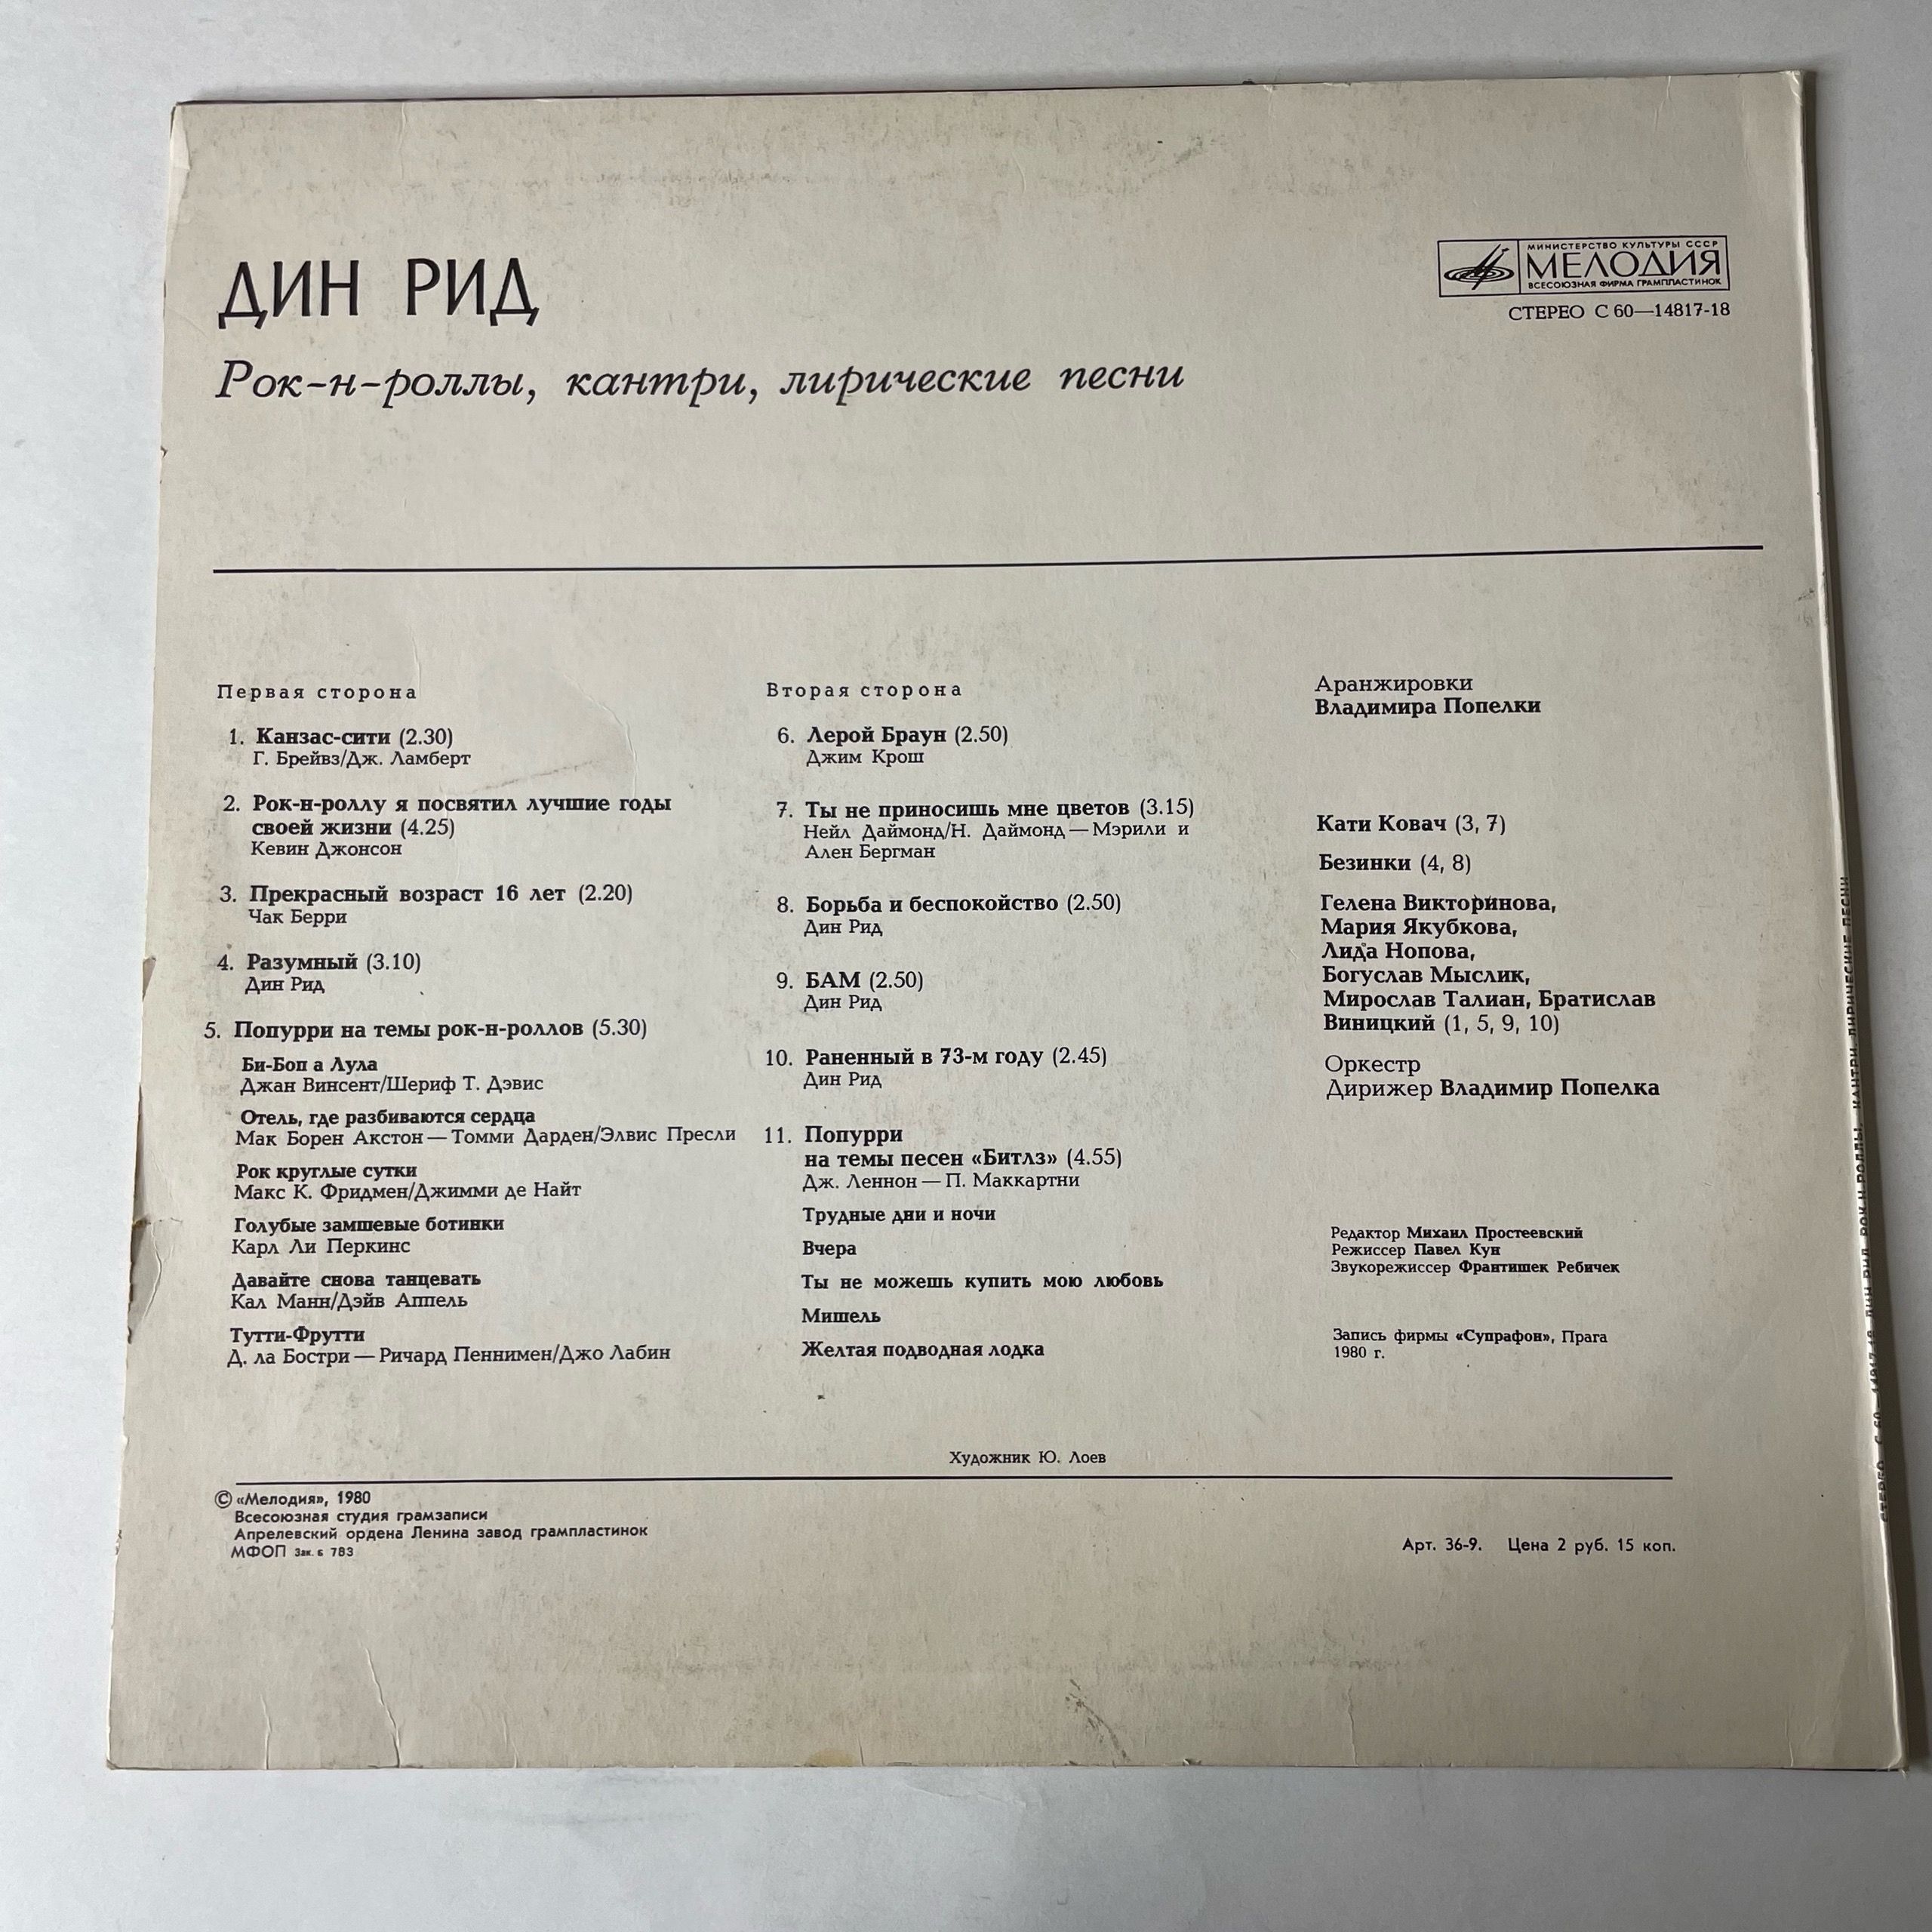 ДИН РИД
Рок-н-роллы, кантри, лирические песни
МИНИСТЕРСТВО КУЛЬТУРЫ СССР
МЕЛОДИЯ
ВСЕСОЮЗНАЯ ФИРМА ГРАМПЛАСТИНОК
СТЕРЕО С 60—14817-18
Первая сторона
1. Канзас-сити (2.30)
Г. Брейвз/Дж. Ламберт
2. Рок-н-роллу я посвятил лучшие годы
своей жизни (4.25)
Кевин Джонсон
3. Прекрасный возраст 16 лет (2.20)
Чак Берри
4. Разумный (3.10)
Дин Рид
5. Попурри на темы рок-н-роллов (5.30)
Би-Боп а Лула
Джан Винсент/Шериф Т. Дэвис
Отель, где разбиваются сердца
Мак Борен Акстон — Томми Дарден/Элвис Пресли
Рок круглые сутки
Макс К. Фридмен/Джимми де Найт
Голубые замшевые ботинки
Карл Ли Перкинс
Давайте снова танцевать
Кал Манн/Дэйв Аппель
Тутти-Фрутти
Д. ла Бостри — Ричард Пеннимен/Джо Лабин
Вторая сторона
6. Лерой Браун (2.50)
Джим Крош
7. Ты не приносишь мне цветов (3.15)
Нейл Даймонд/Н. Даймонд — Мэрили и
Ален Бергман
8. Борьба и беспокойство (2.50)
Дин Рид
9. БАМ (2.50)
Дин Рид
10. Раненный в 73-м году (2.45)
Дин Рид
11. Попурри
на темы песен «Битлз» (4.55)
Дж. Леннон — П. Маккартни
Трудные дни и ночи
Вчера
Ты не можешь купить мою любовь
Мишель
Желтая подводная лодка
Аранжировки
Владимира Попелки
Кати Ковач (3, 7)
Безинки (4, 8)
Гелена Викторинова,
Мария Якубкова,
Лида Нопова,
Богуслав Мыслик,
Мирослав Талиан, Братислав
Виницкий (1, 5, 9, 10)
Оркестр
Дирижер Владимир Попелка
Редактор Михаил Простеевский
Режиссер Павел Кун
Звукорежиссер Франтишек Ребичек
Запись фирмы «Супрафон», Прага
1980 г.
Художник Ю. Лоев
© «Мелодия», 1980
Всесоюзная студия грамзаписи
Апрелевский ордена Ленина завод грампластинок
МФОП Зак. 6 783
Арт. 36-9. Цена 2 руб. 15 коп.
СТЕРЕО С 60—14817-18 ДИН РИД РОК-Н-РОЛЛЫ, КАНТРИ, ЛИРИЧЕСКИЕ ПЕСНИ